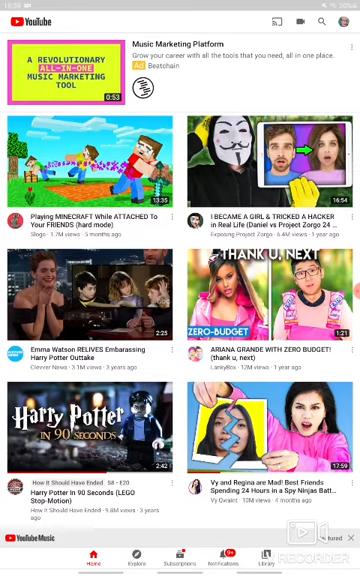 18:59
YouTube
A REVOLUTIONARY
ALL-IN-ONE
MUSIC MARKETING
TOOL
0:53
Music Marketing Platform
Grow your career with all the tools that you need, all in one place.
Ad Beatchain
13:35
16:54
Playing MINECRAFT While ATTACHED To
Your FRIENDS (hard mode)
Slogo · 1.7M views · 5 months ago
I BECAME A GIRL & TRICKED A HACKER
in Real Life (Daniel vs Project Zorgo 24 ...
Exposing Project Zorgo · 6.4M views · 1 year ago
THANK U, NEXT
ZERO-BUDGET
2:25
1:21
Emma Watson RELIVES Embarassing
Harry Potter Outtake
Clevver News · 3.1M views · 3 years ago
ARIANA GRANDE WITH ZERO BUDGET!
(thank u, next)
LankyBox · 12M views · 1 year ago
Harry Potter
IN 90 SECONDS
2:42
17:59
How It Should Have Ended S8 - E20
Harry Potter In 90 Seconds (LEGO
Stop-Motion)
How It Should Have Ended · 9.8M views · 3
years ago
Vy and Regina are Mad! Best Friends
Spending 24 Hours in a Spy Ninjas Batt...
Vy Qwaint
YouTube Music
RECORDER
9+
Home
Explore
Subscriptions
Notifications
Library